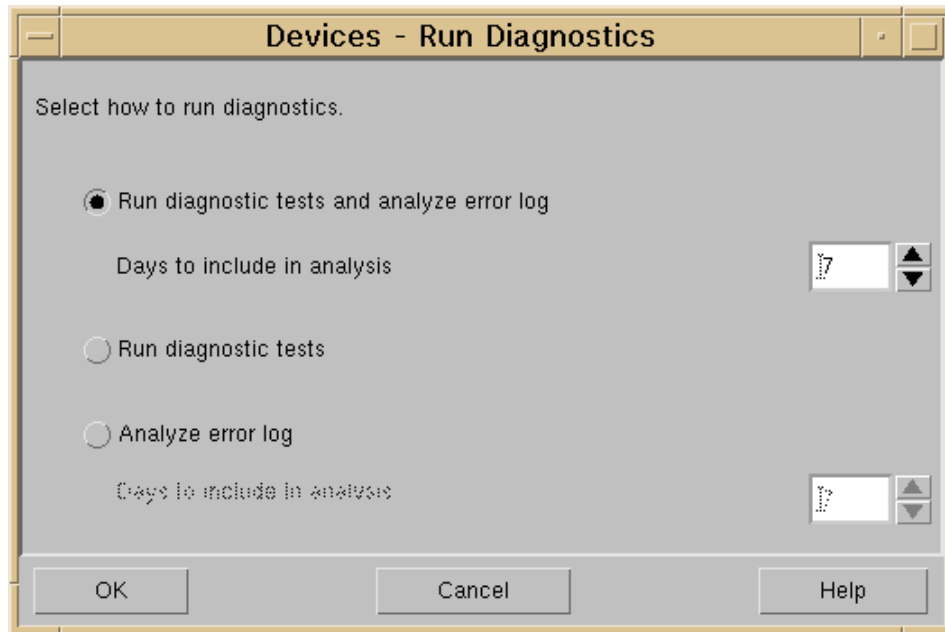 Devices - Run Diagnostics
Select how to run diagnostics.
Run diagnostic tests and analyze error log
Days to include in analysis
7
Run diagnostic tests
Analyze error log
Days to include in analysis
7
OK
Cancel
Help